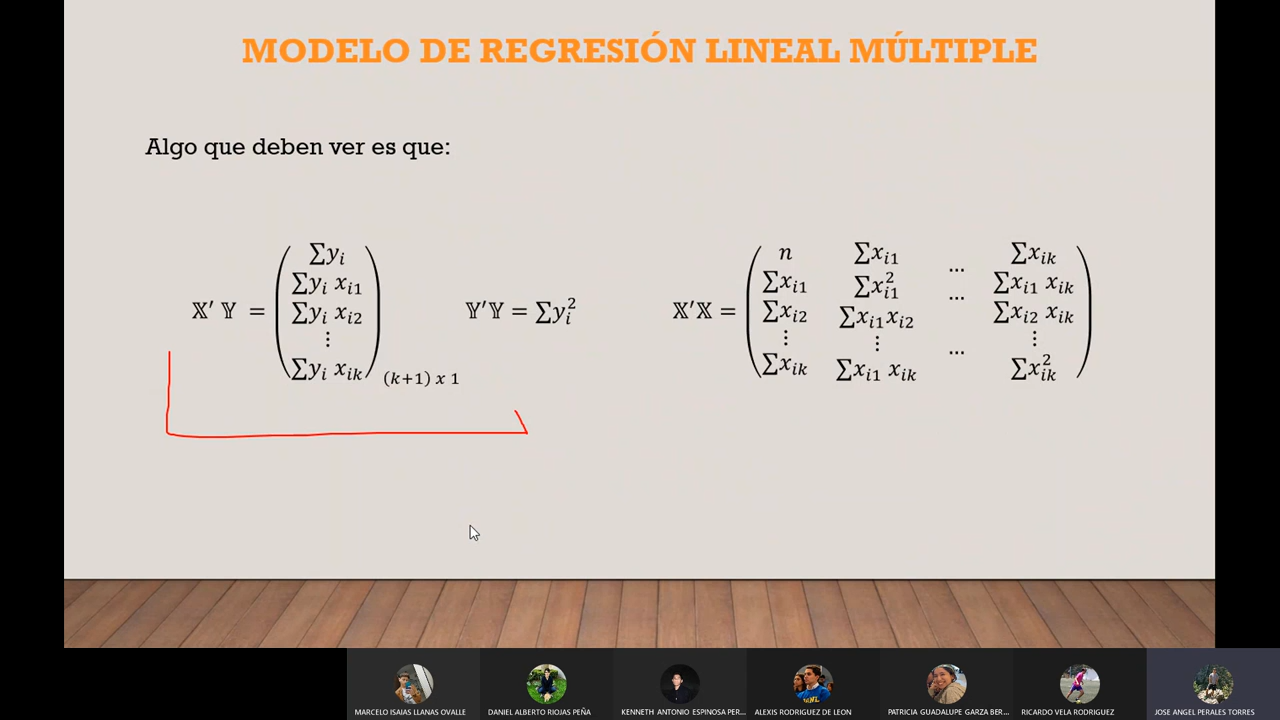 MODELO DE REGRESIÓN LINEAL MÚLTIPLE
Algo que deben ver es que:
𝕏′ 𝕐 =
∑yᵢ
∑yᵢ xᵢ₁
∑yᵢ xᵢ₂
⋮
∑yᵢ xᵢₖ
(k+1) x 1
𝕐′𝕐 = ∑yᵢ²
𝕏′𝕏 =
n ∑xᵢ₁ ... ∑xᵢₖ
∑xᵢ₁ ∑xᵢ₁² ... ∑xᵢ₁ xᵢₖ
∑xᵢ₂ ∑xᵢ₁xᵢ₂ ∑xᵢ₂ xᵢₖ
⋮ ⋮ ... ⋮
∑xᵢₖ ∑xᵢ₁ xᵢₖ ∑xᵢₖ²
MARCELO ISAIAS LLANAS OVALLE
DANIEL ALBERTO RIOJAS PEÑA
KENNETH ANTONIO ESPINOSA PER...
ALEXIS RODRIGUEZ DE LEON
PATRICIA GUADALUPE GARZA BER...
RICARDO VELA RODRIGUEZ
JOSE ANGEL PERALES TORRES